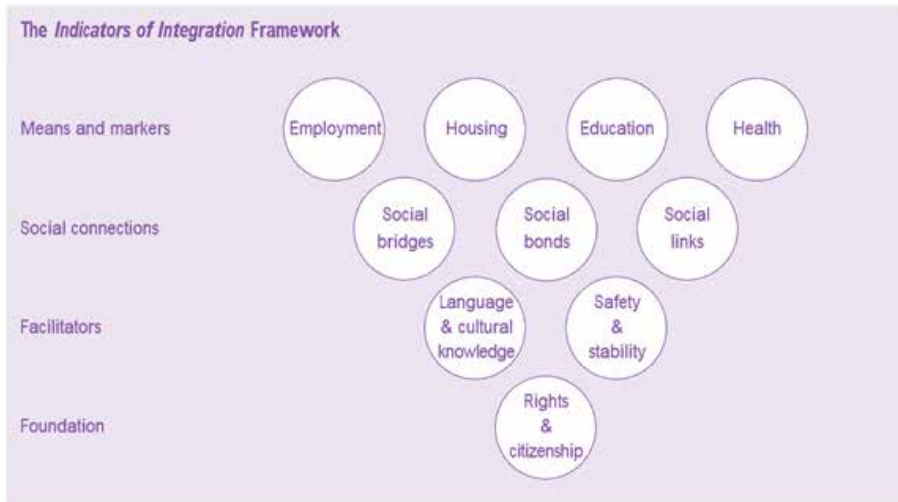 The Indicators of Integration Framework
Means and markers
Employment
Housing
Education
Health
Social connections
Social
bridges
Social
bonds
Social
links
Facilitators
Language
& cultural
knowledge
Safety
&
stability
Foundation
Rights
&
citizenship